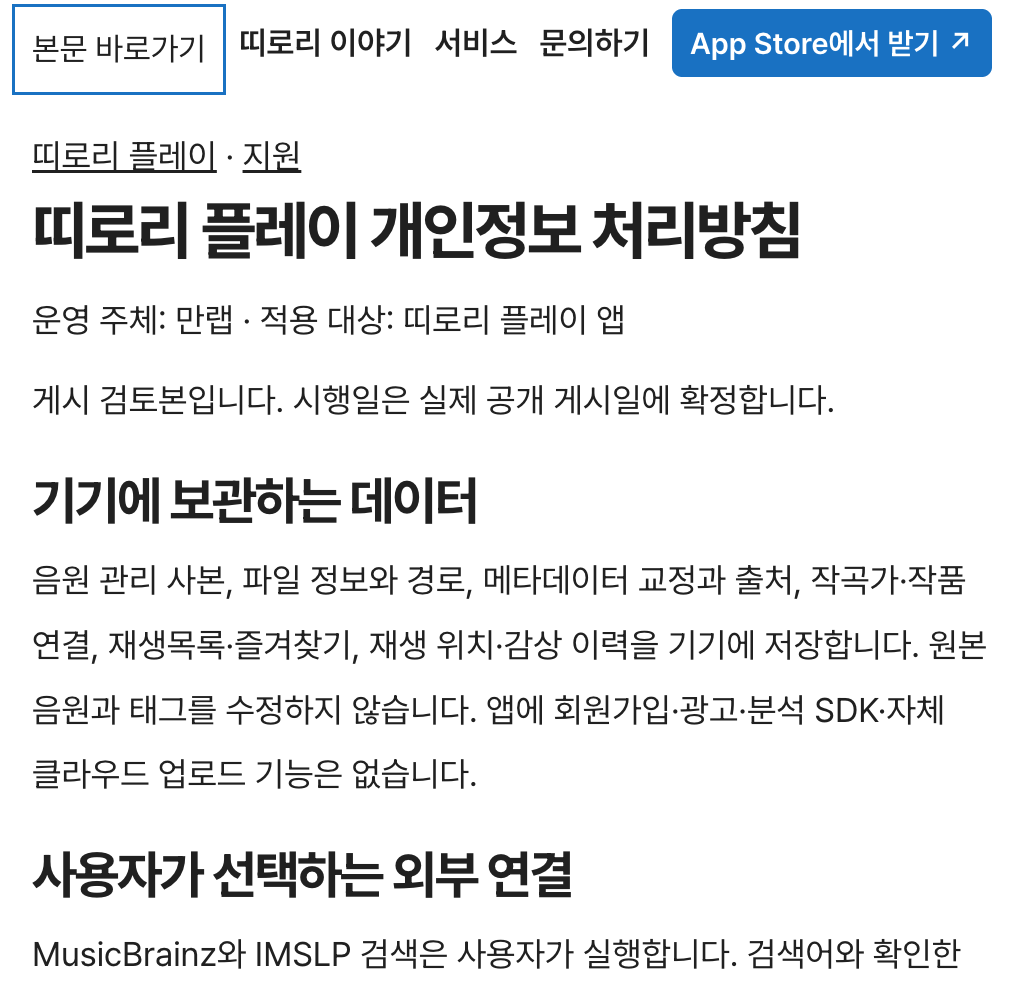 본문 바로가기
띠로리 이야기 서비스 문의하기 App Store에서 받기 ↗
띠로리 플레이 · 지원
띠로리 플레이 개인정보 처리방침
운영 주체: 만랩 · 적용 대상: 띠로리 플레이 앱
게시 검토본입니다. 시행일은 실제 공개 게시일에 확정합니다.
기기에 보관하는 데이터
음원 관리 사본, 파일 정보와 경로, 메타데이터 교정과 출처, 작곡가·작품
연결, 재생목록·즐겨찾기, 재생 위치·감상 이력을 기기에 저장합니다. 원본
음원과 태그를 수정하지 않습니다. 앱에 회원가입·광고·분석 SDK·자체
클라우드 업로드 기능은 없습니다.
사용자가 선택하는 외부 연결
MusicBrainz와 IMSLP 검색은 사용자가 실행합니다. 검색어와 확인한